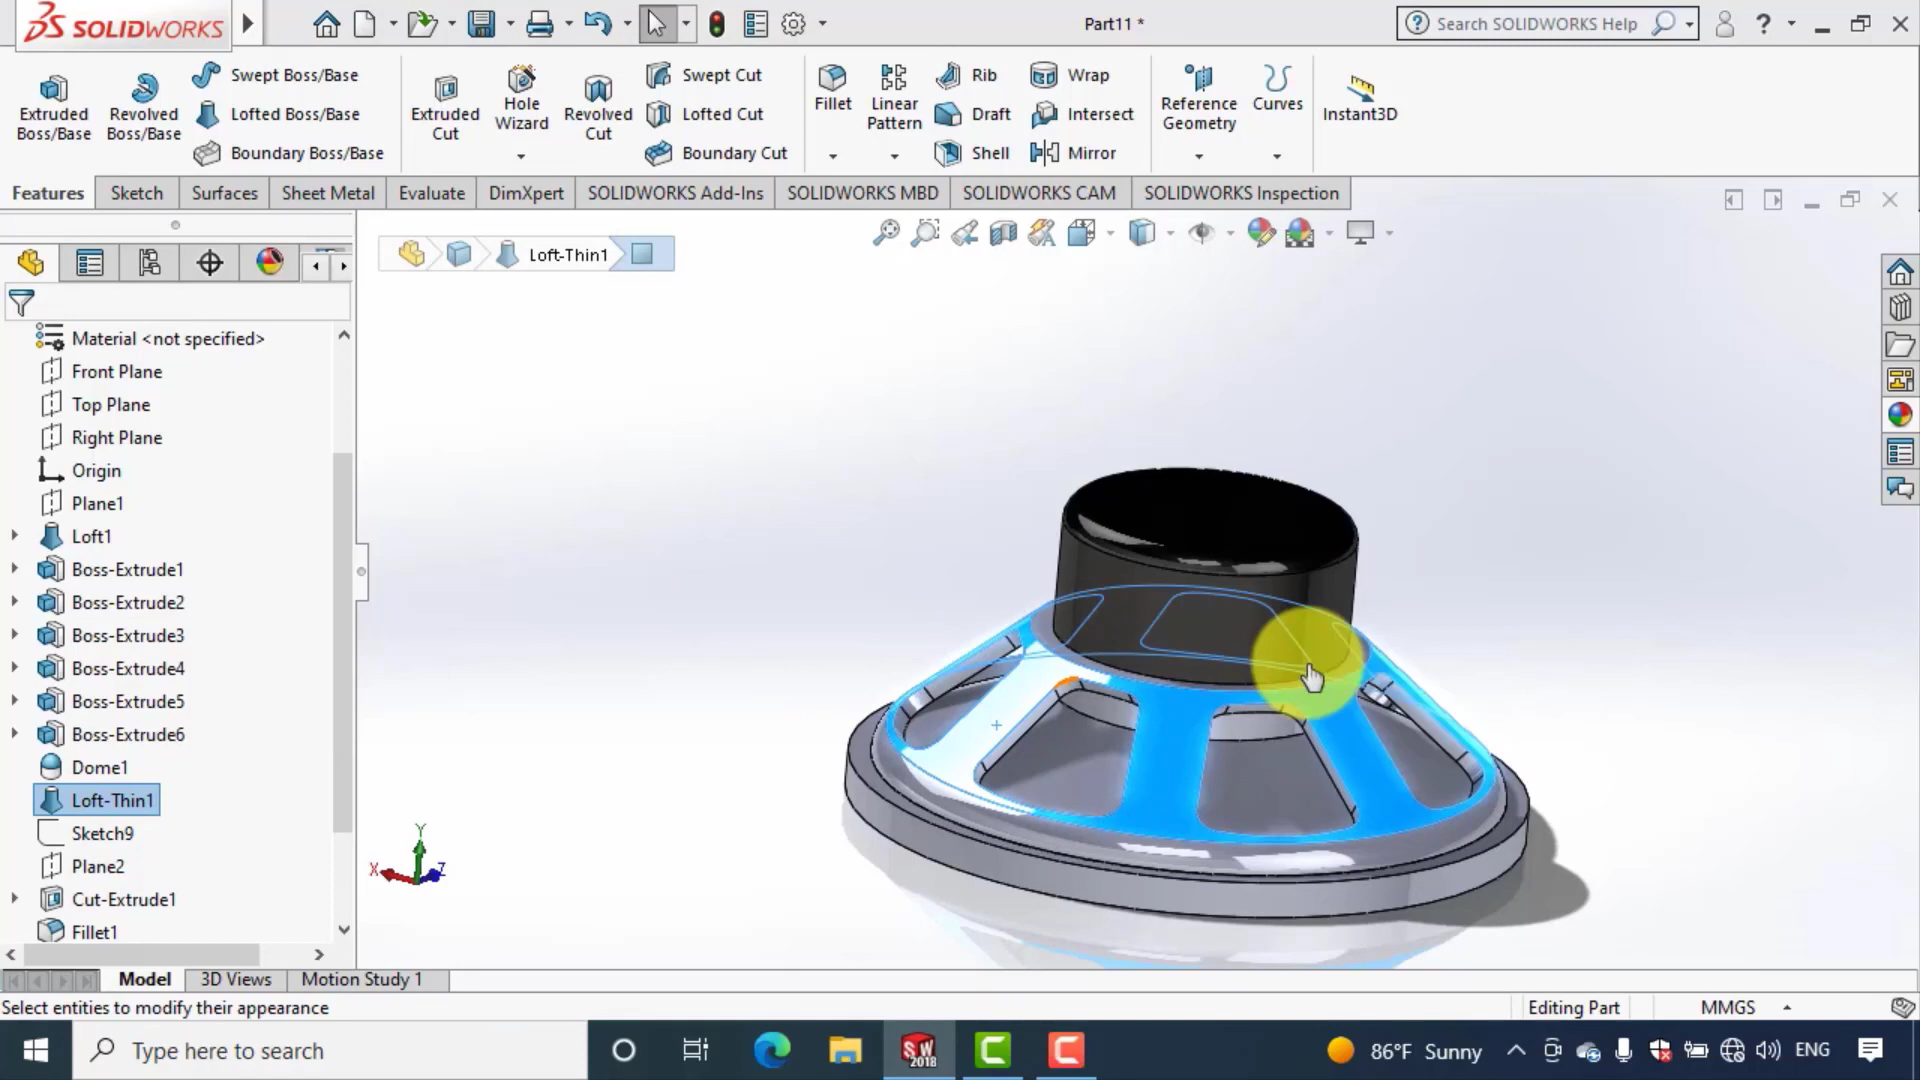 SOLIDWORKS
Part11 *
Search SOLIDWORKS Help
Extruded Boss/Base
Revolved Boss/Base
Swept Boss/Base
Lofted Boss/Base
Boundary Boss/Base
Extruded Cut
Hole Wizard
Revolved Cut
Swept Cut
Lofted Cut
Boundary Cut
Fillet
Linear Pattern
Rib
Draft
Shell
Wrap
Intersect
Mirror
Reference Geometry
Curves
Instant3D
Features
Sketch
Surfaces
Sheet Metal
Evaluate
DimXpert
SOLIDWORKS Add-Ins
SOLIDWORKS MBD
SOLIDWORKS CAM
SOLIDWORKS Inspection
Loft-Thin1
Material <not specified>
Front Plane
Top Plane
Right Plane
Origin
Plane1
Loft1
Boss-Extrude1
Boss-Extrude2
Boss-Extrude3
Boss-Extrude4
Boss-Extrude5
Boss-Extrude6
Dome1
Loft-Thin1
Sketch9
Plane2
Cut-Extrude1
Fillet1
Y
X
Z
Model
3D Views
Motion Study 1
Select entities to modify their appearance
Editing Part
MMGS
Type here to search
SW
2018
86°F Sunny
ENG